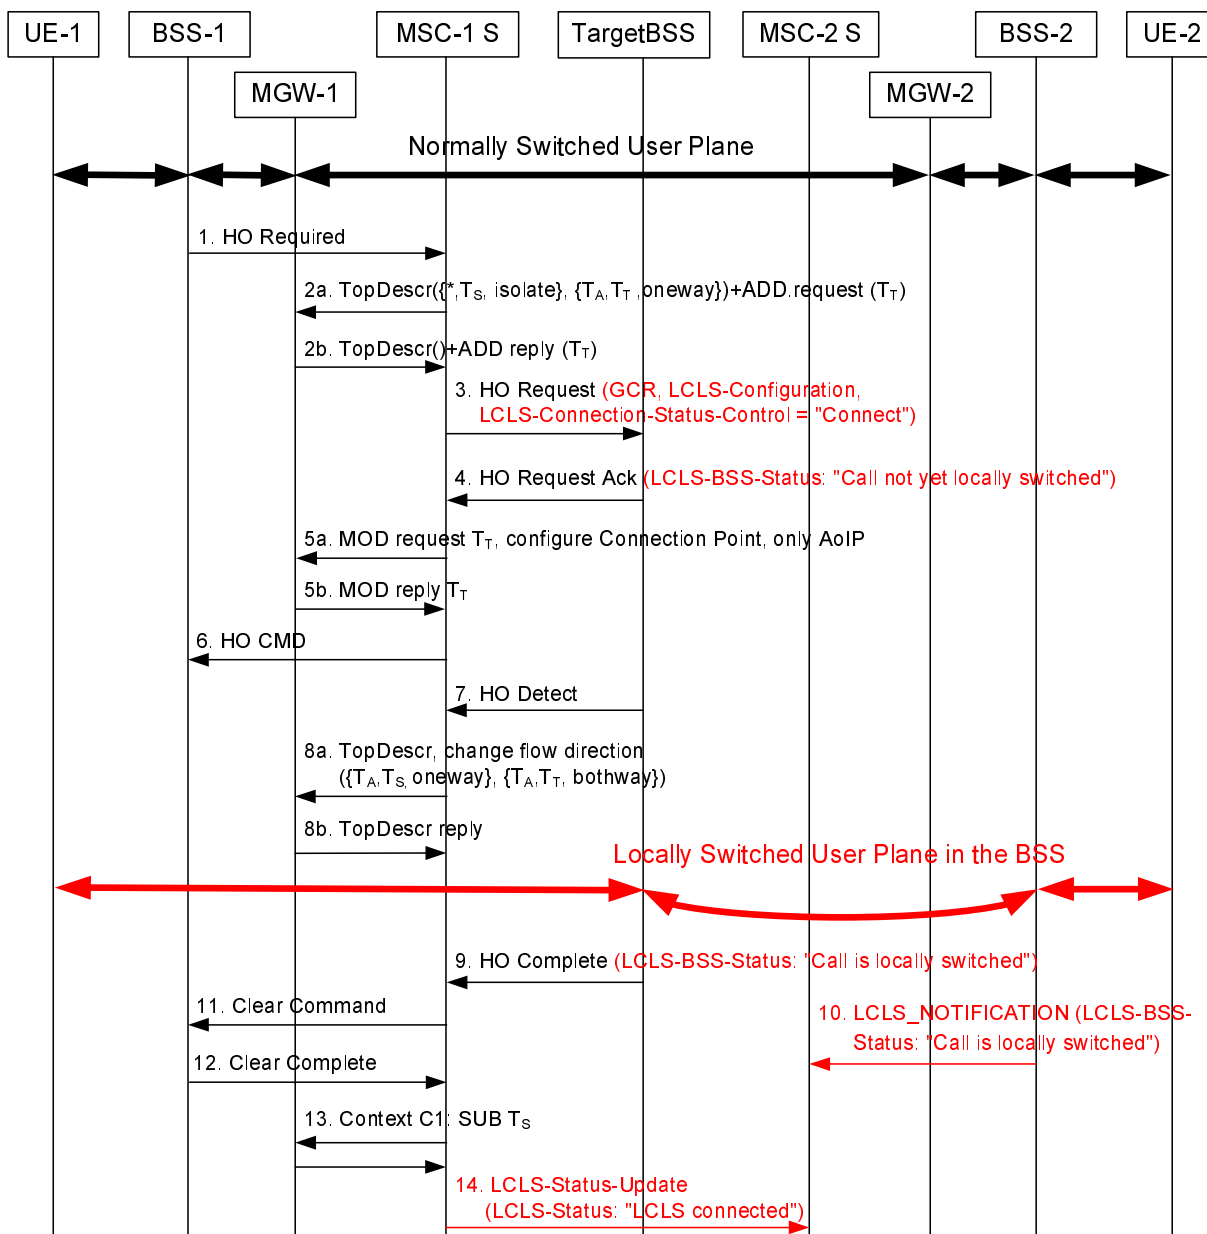 UE-1 BSS-1 MSC-1 S TargetBSS MSC-2 S BSS-2 UE-2
MGW-1 MGW-2
Normally Switched User Plane
1. HO Required
2a. TopDescr({*,TS, isolate}, {TA,TT ,oneway})+ADD.request (TT)
2b. TopDescr()+ADD reply (TT)
3. HO Request (GCR, LCLS-Configuration,
LCLS-Connection-Status-Control = "Connect")
4. HO Request Ack (LCLS-BSS-Status: "Call not yet locally switched")
5a. MOD request TT, configure Connection Point, only AoIP
5b. MOD reply TT
6. HO CMD
7. HO Detect
8a. TopDescr, change flow direction
({TA,TS, oneway}, {TA,TT, bothway})
8b. TopDescr reply
Locally Switched User Plane in the BSS
9. HO Complete (LCLS-BSS-Status: "Call is locally switched")
11. Clear Command
10. LCLS_NOTIFICATION (LCLS-BSS-
Status: "Call is locally switched")
12. Clear Complete
13. Context C1: SUB TS
14. LCLS-Status-Update
(LCLS-Status: "LCLS connected")